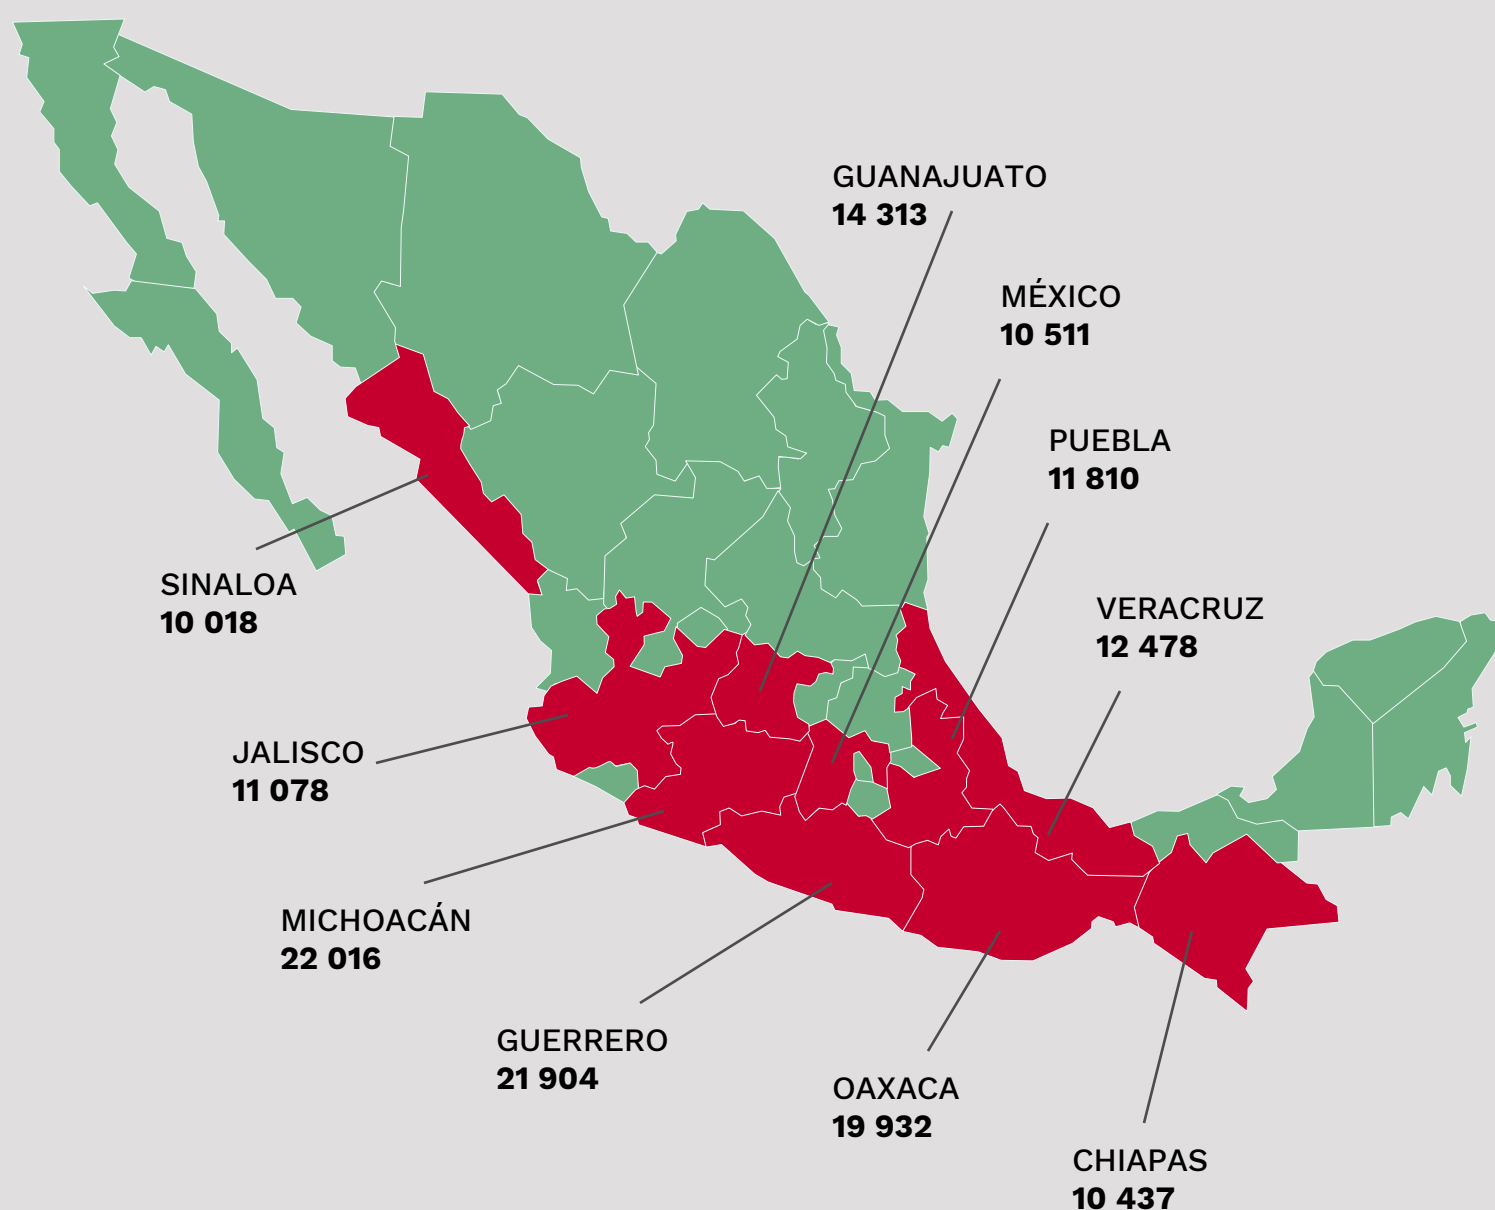 GUANAJUATO
14 313
MÉXICO
10 511
PUEBLA
11 810
SINALOA
10 018
VERACRUZ
12 478
JALISCO
11 078
MICHOACÁN
22 016
GUERRERO
21 904
OAXACA
19 932
CHIAPAS
10 437